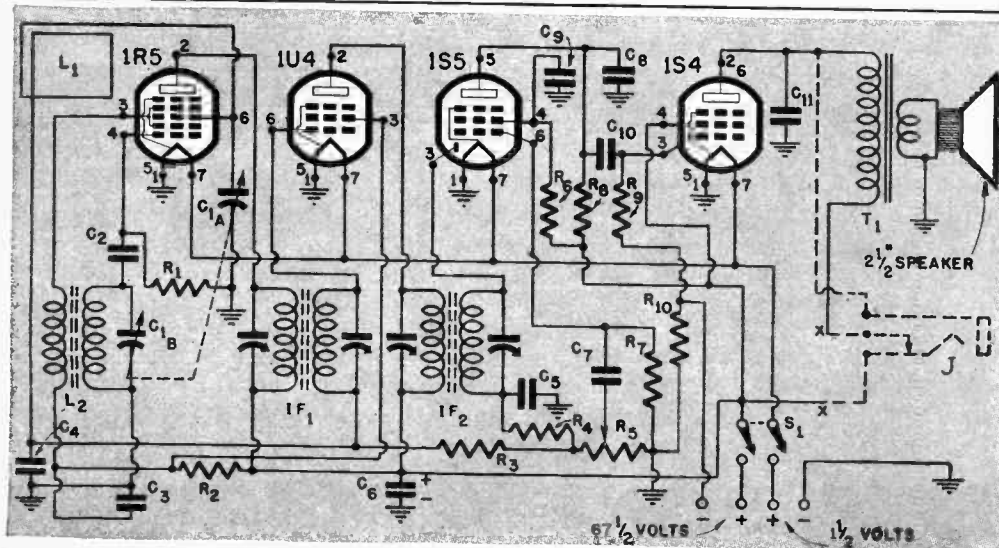 L1
1R5
2
3
4
6
5
1
7
C1A
1U4
2
6
3
5
1
7
1S5
5
4
6
3
1
7
C9
C8
C10
1S4
2
6
4
3
5
1
7
C11
T1
2 1/2" SPEAKER
C2
R1
C1B
L2
C4
C3
R2
IF1
R3
C6
+
-
IF2
C5
R4
R5
C7
R7
R6
R8
R9
R10
x
x
J
S1
- + + -
67 1/2 VOLTS
1 1/2 VOLTS